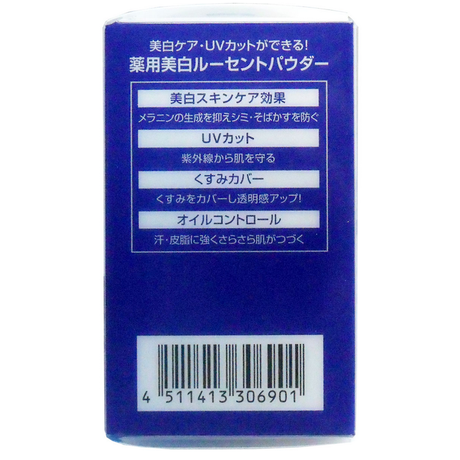 美白ケア・UVカットができる!
薬用美白ルーセントパウダー
美白スキンケア効果
メラニンの生成を抑えシミ・そばかすを防ぐ
UVカット
紫外線から肌を守る
くすみカバー
くすみをカバーし透明感アップ!
オイルコントロール
汗・皮脂に強くさらさら肌がつづく
4 511413 306901